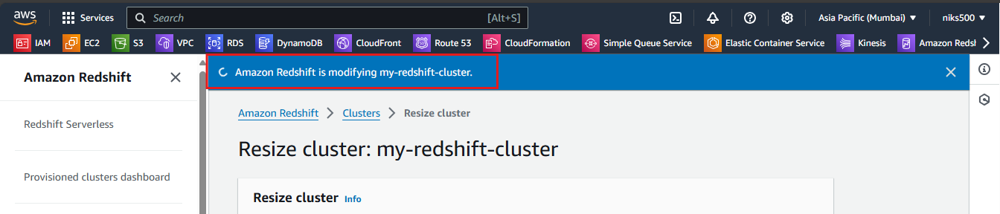 aws Services Search [Alt+S] Asia Pacific (Mumbai) niks500
IAM EC2 S3 VPC RDS DynamoDB CloudFront Route 53 CloudFormation Simple Queue Service Elastic Container Service Kinesis Amazon Redsh
Amazon Redshift
Redshift Serverless
Provisioned clusters dashboard
Amazon Redshift is modifying my-redshift-cluster.
Amazon Redshift > Clusters > Resize cluster
Resize cluster: my-redshift-cluster
Resize cluster Info